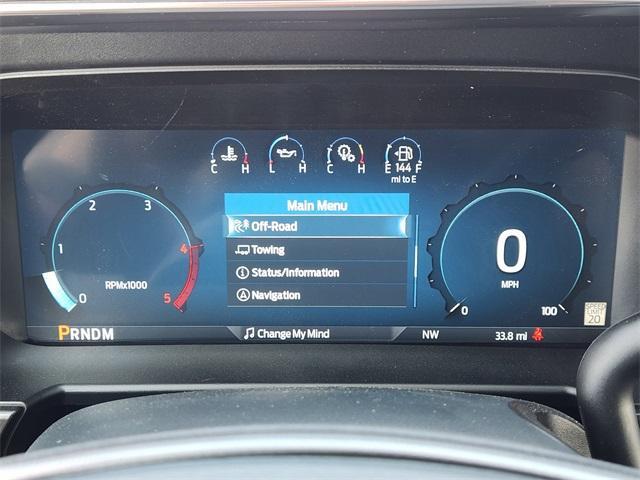 C H
L H
C H
E 144 F
mi to E
Main Menu
Off-Road
Towing
Status/Information
Navigation
0 1 2 3 4 5
RPMx1000
0
MPH
0 100
SPEED
LIMIT
20
PRNDM
Change My Mind
NW
33.8 mi